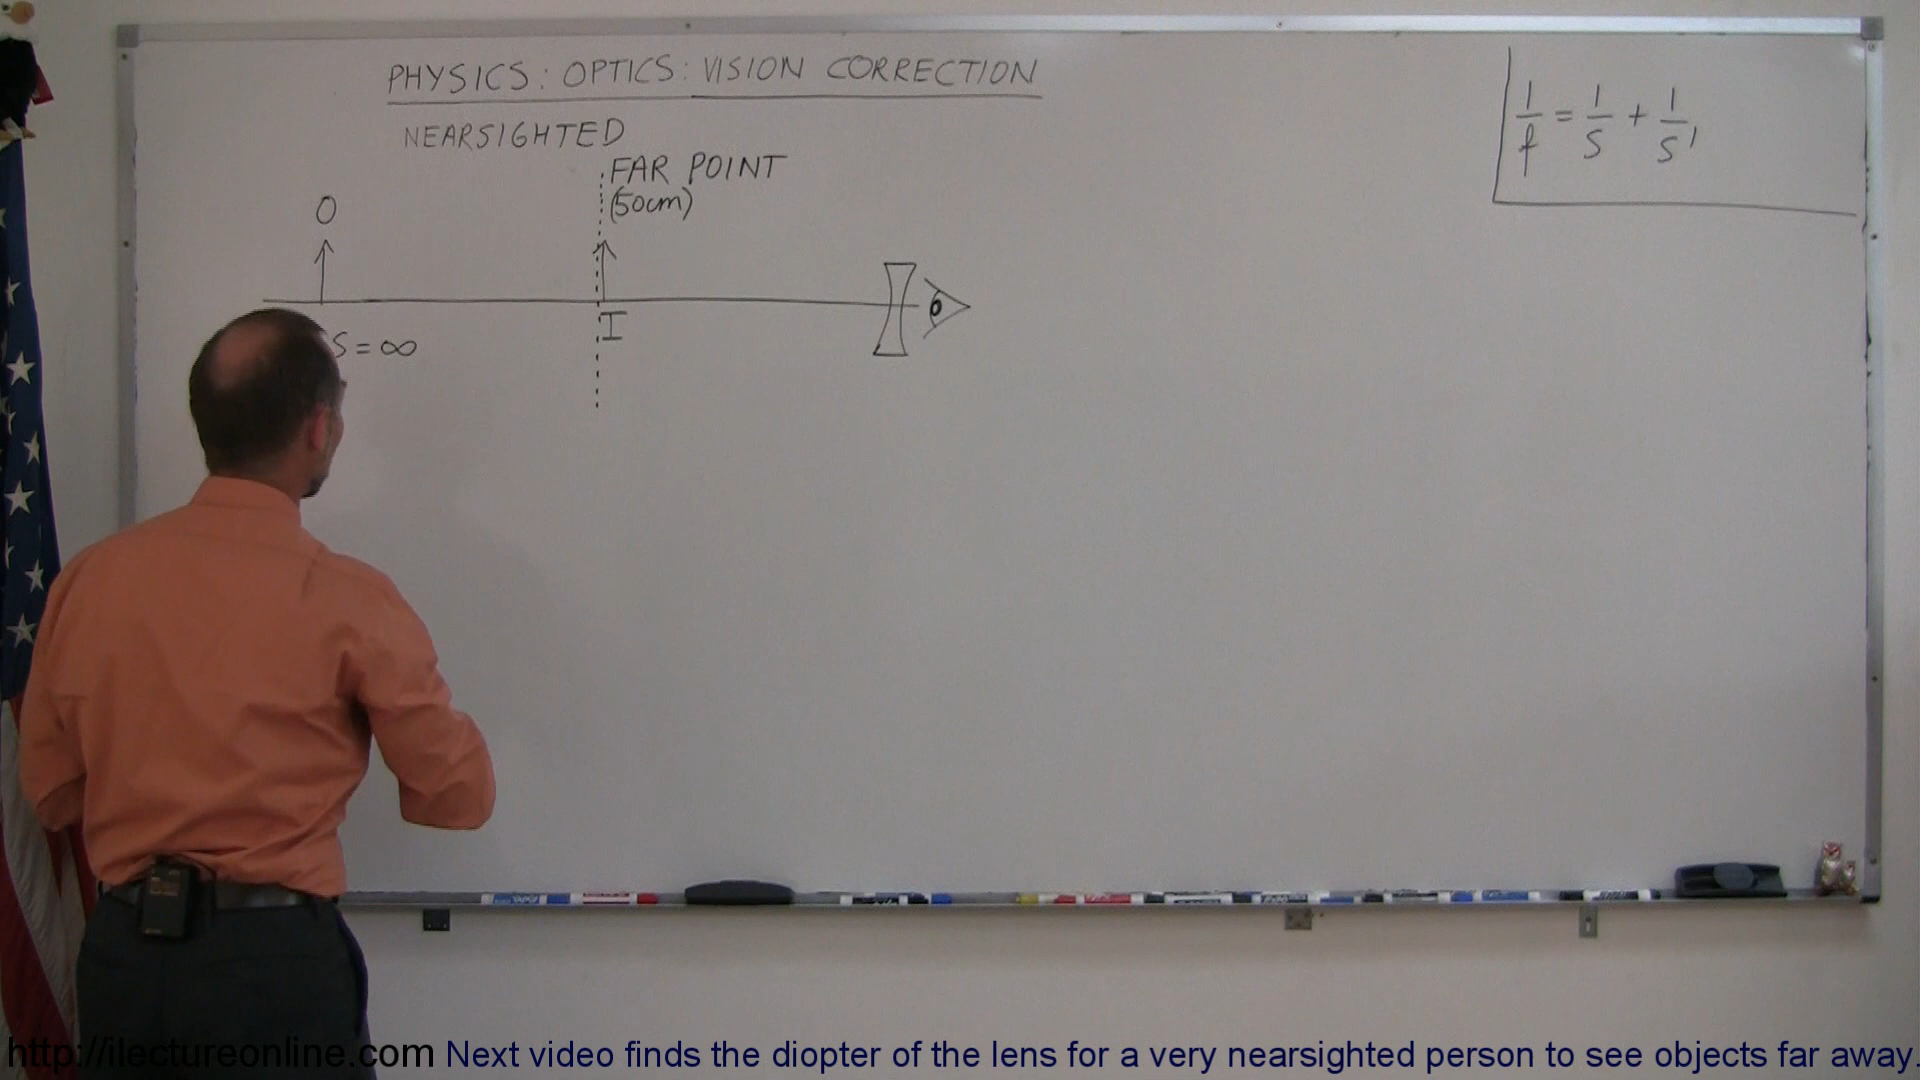 PHYSICS: OPTICS: VISION CORRECTION
NEARSIGHTED
FAR POINT
(50cm)
O
I
S = ∞
1/f = 1/S + 1/S'
http://ilectureonline.com Next video finds the diopter of the lens for a very nearsighted person to see objects far away.